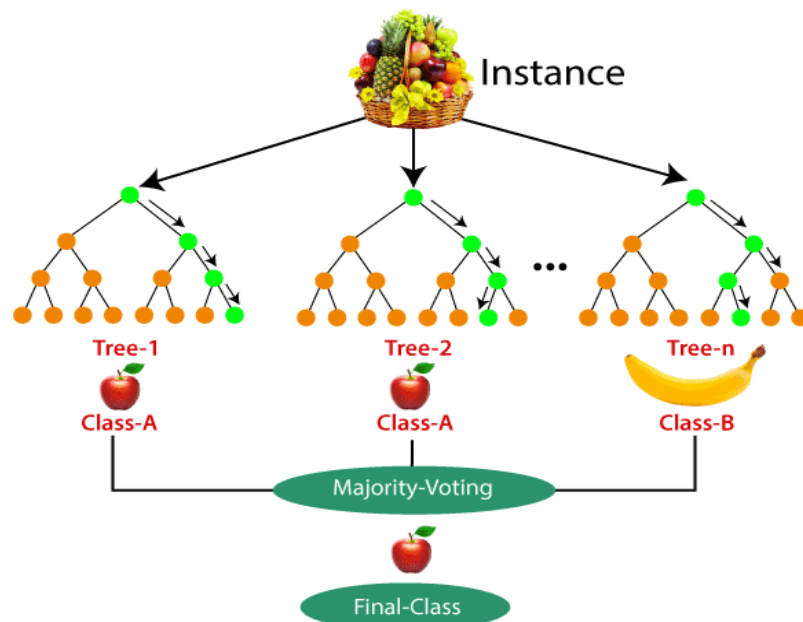 Instance
...
Tree-1
Tree-2
Tree-n
Class-A
Class-A
Class-B
Majority-Voting
Final-Class